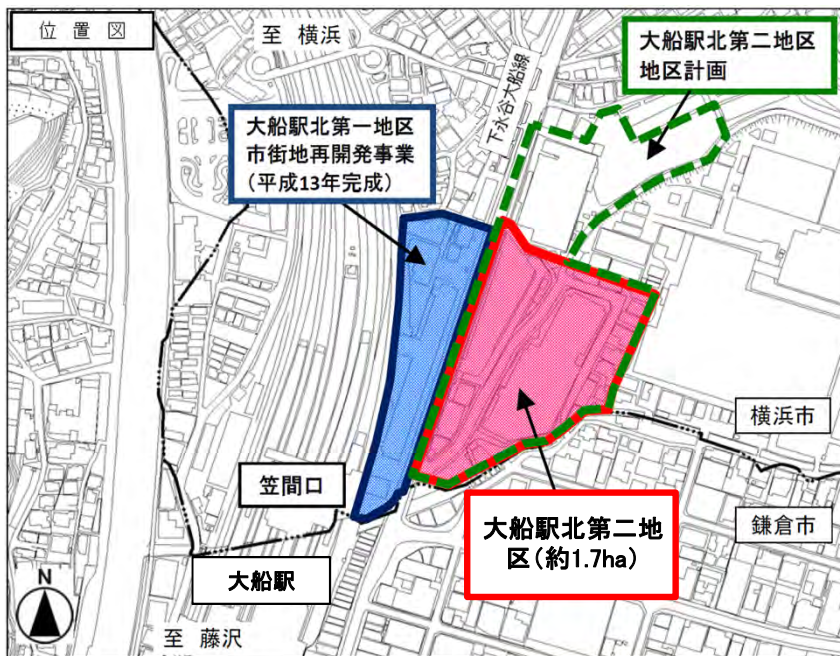 位置図
至 横浜
大船駅北第二地区
地区計画
下永谷大船線
大船駅北第一地区
市街地再開発事業
(平成13年完成)
横浜市
笠間口
大船駅北第二地
区(約1.7ha)
鎌倉市
大船駅
N
至 藤沢